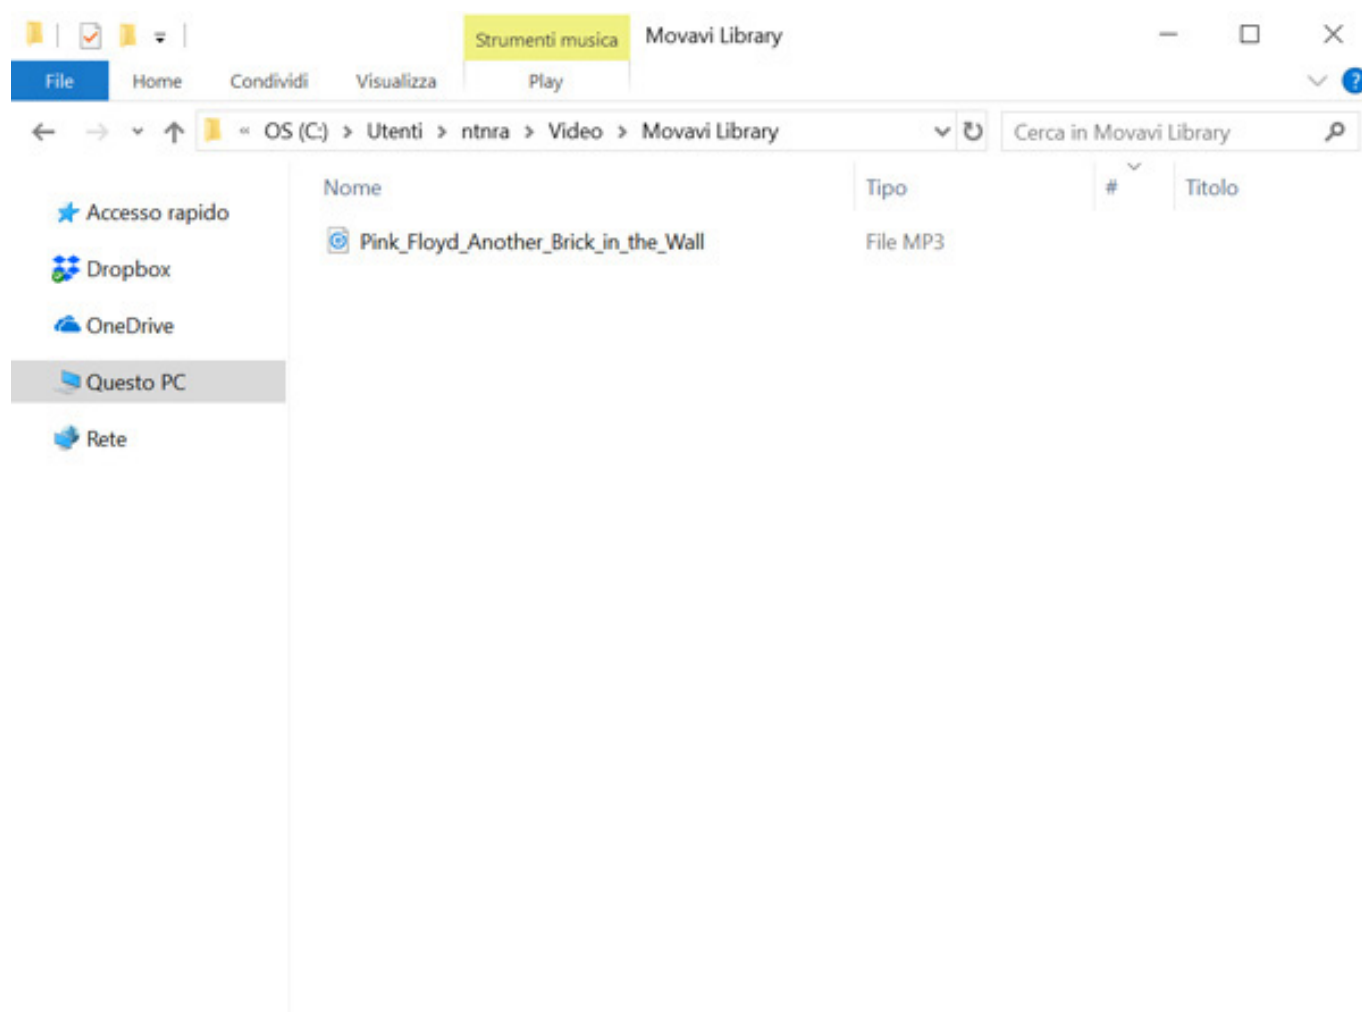 Strumenti musica Movavi Library
File Home Condividi Visualizza Play ?
« OS (C:) > Utenti > ntnra > Video > Movavi Library Cerca in Movavi Library
Nome Tipo # Titolo
Accesso rapido
Pink_Floyd_Another_Brick_in_the_Wall File MP3
Dropbox
OneDrive
Questo PC
Rete